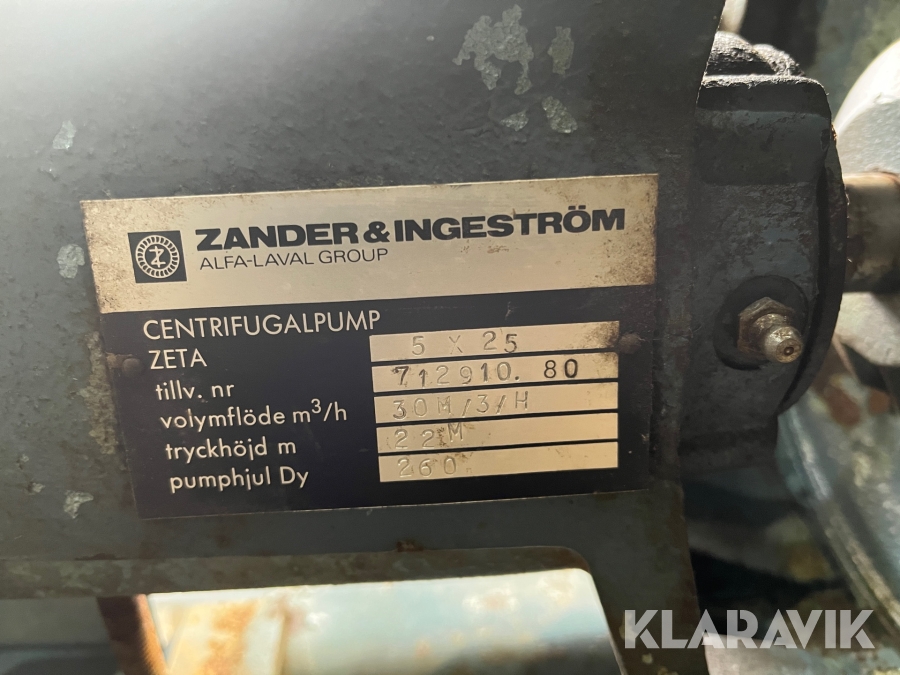 ZANDER & INGESTRÖM
ALFA-LAVAL GROUP
CENTRIFUGALPUMP
ZETA 5 X 25
tillv. nr 712910. 80
volymflöde m³/h 30M/3/H
tryckhöjd m 22M
pumphjul Dy 260
KLARAVIK